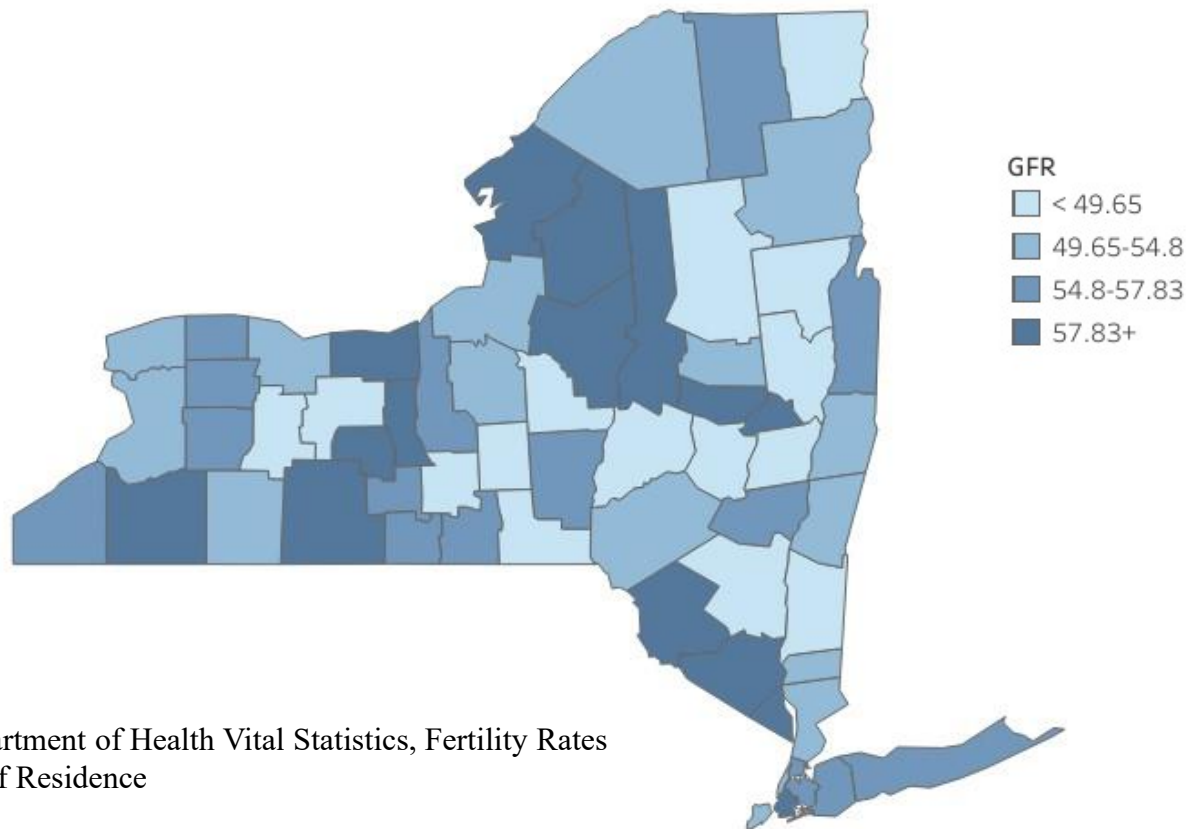 GFR
< 49.65
49.65-54.8
54.8-57.83
57.83+
artment of Health Vital Statistics, Fertility Rates
f Residence